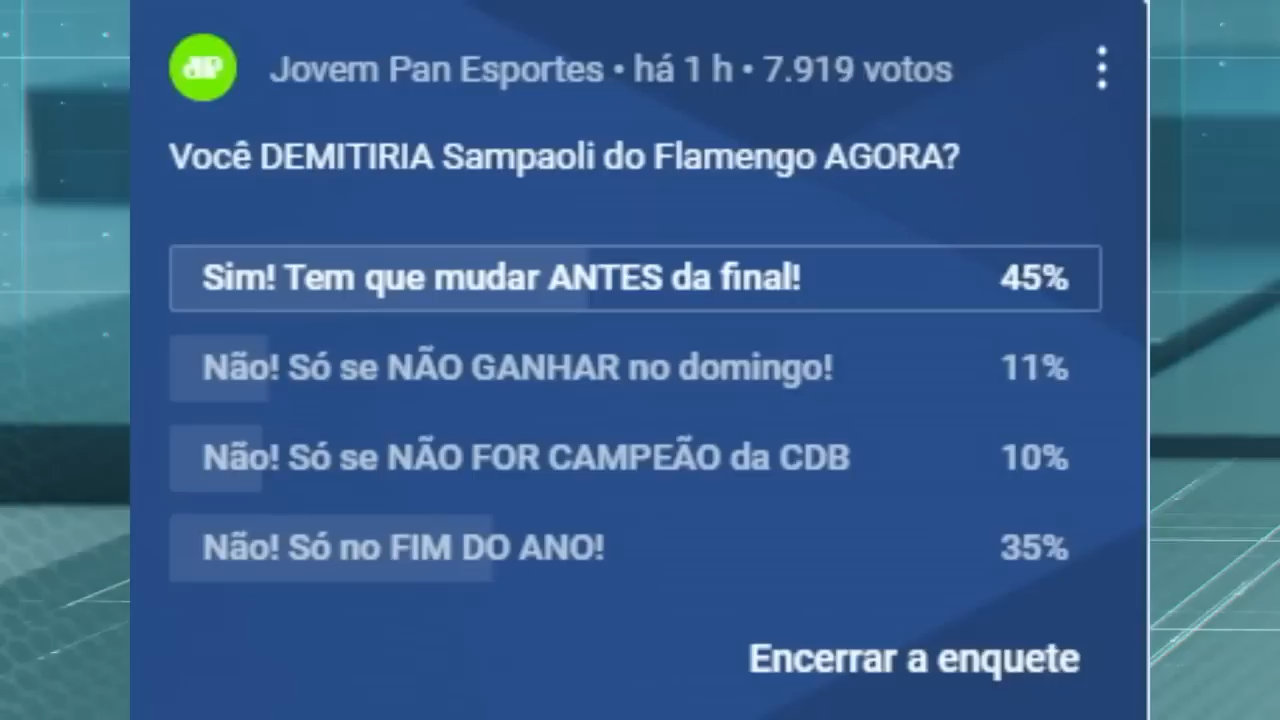 JP
Jovem Pan Esportes • há 1 h • 7.919 votos
Você DEMITIRIA Sampaoli do Flamengo AGORA?
Sim! Tem que mudar ANTES da final! 45%
Não! Só se NÃO GANHAR no domingo! 11%
Não! Só se NÃO FOR CAMPEÃO da CDB 10%
Não! Só no FIM DO ANO! 35%
Encerrar a enquete